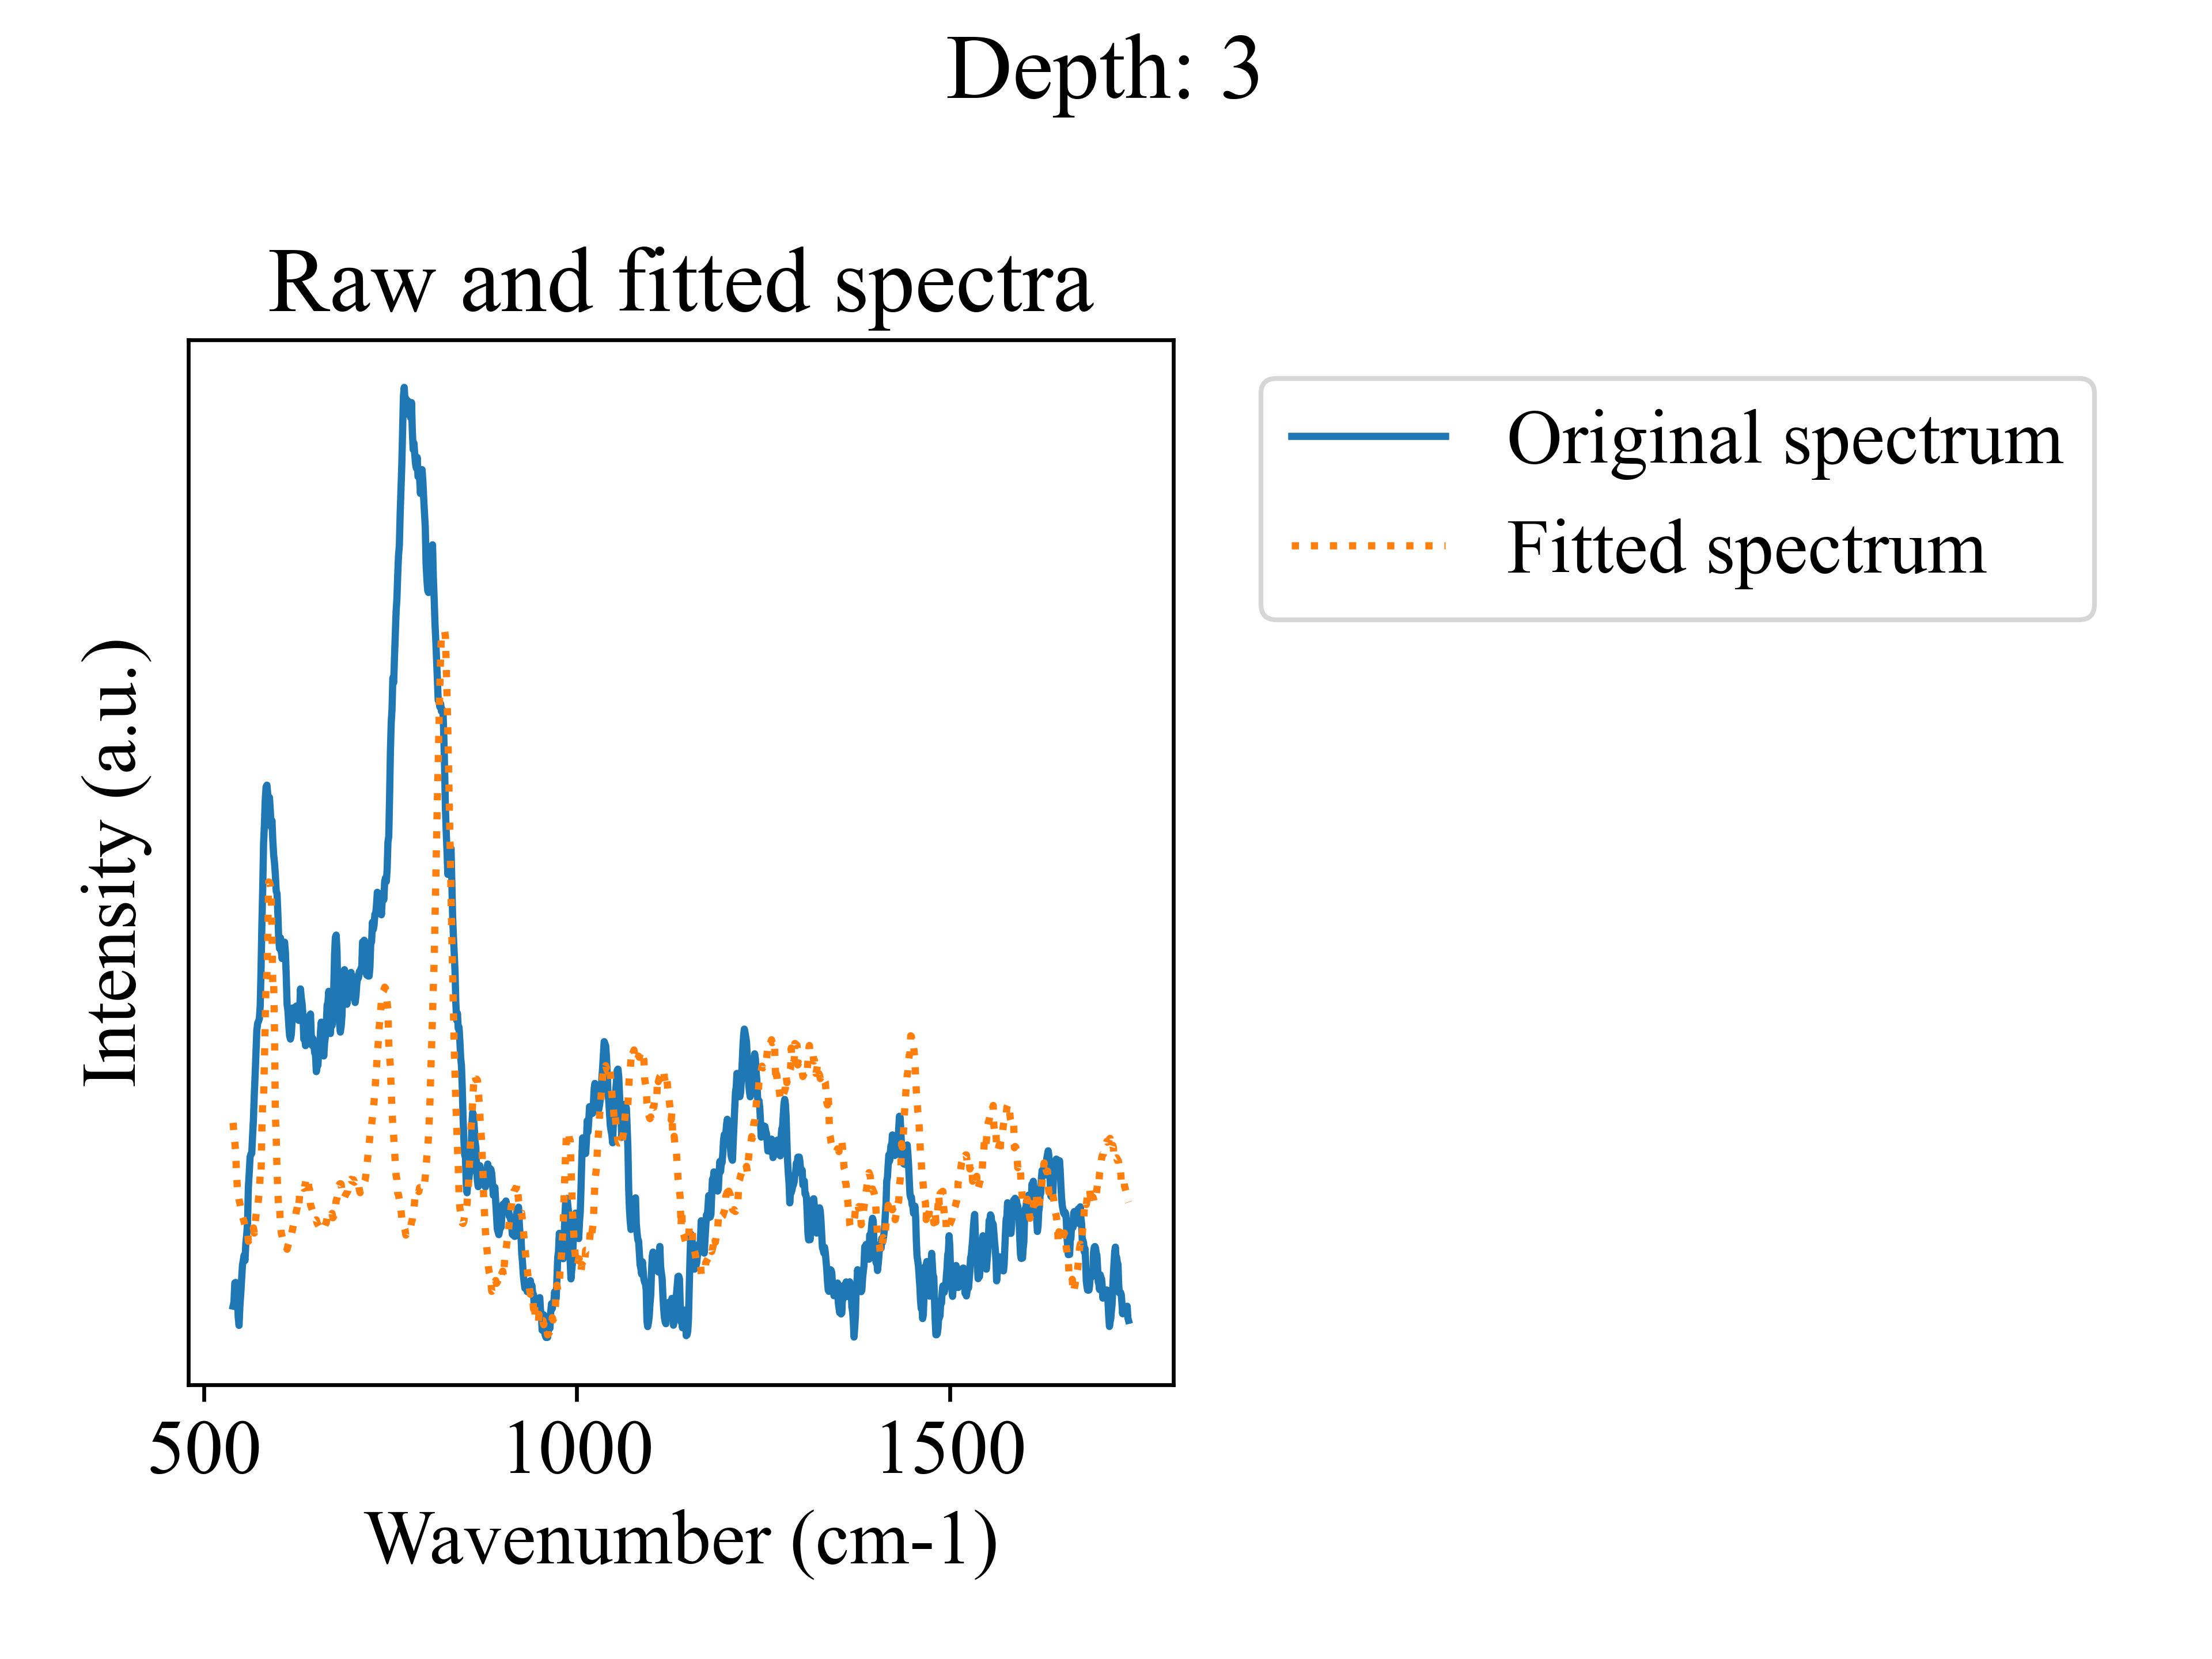 Depth: 3
Raw and fitted spectra
Original spectrum
Fitted spectrum
Intensity (a.u.)
500 1000 1500
Wavenumber (cm-1)